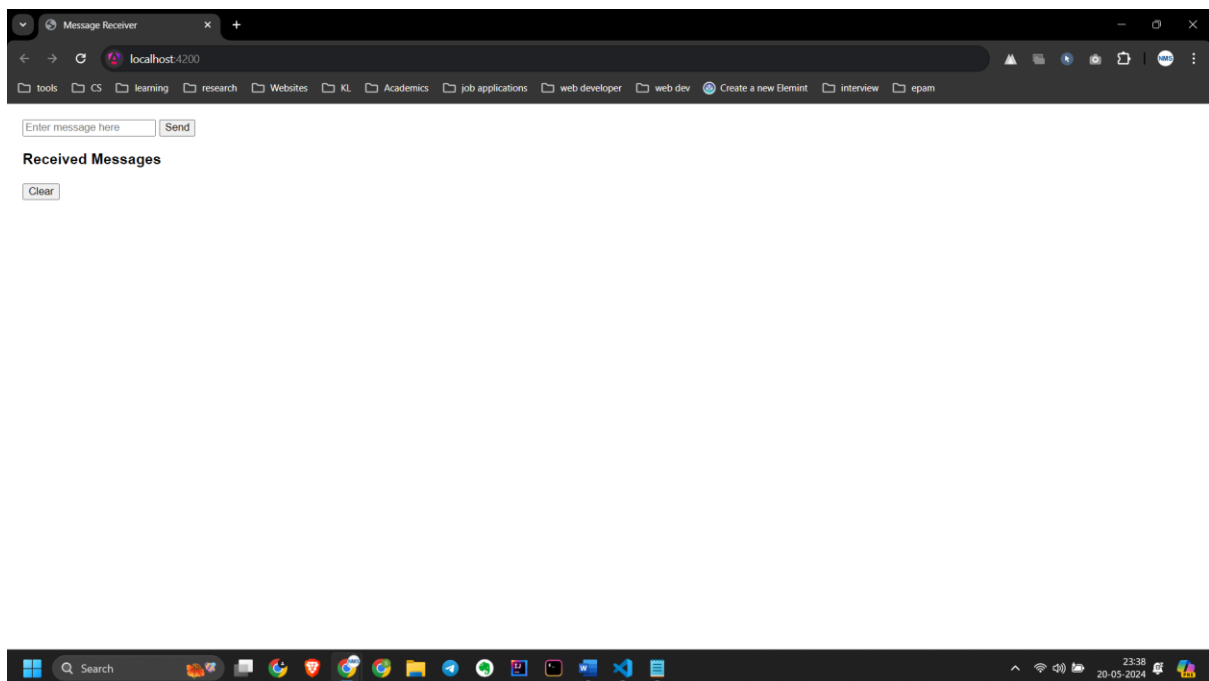 Message Receiver
localhost:4200
NMS
tools CS learning research Websites KL Academics job applications web developer web dev Create a new Elemint interview epam
Enter message here Send
Received Messages
Clear
Search
23:38
20-05-2024